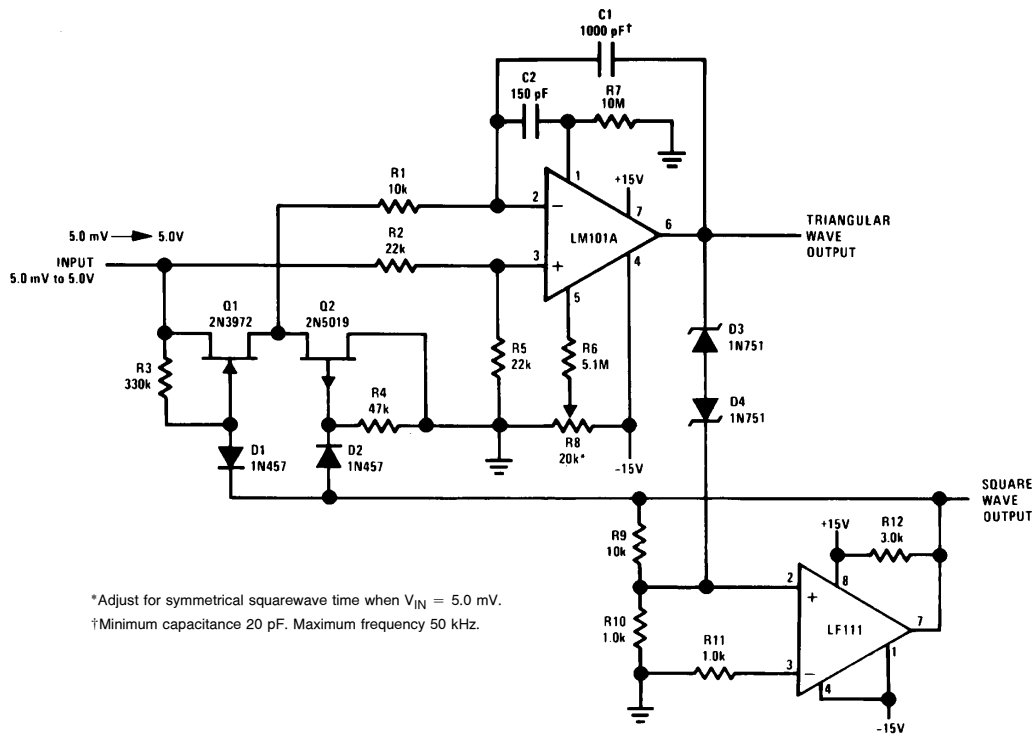 C1
1000 pF†
C2
150 pF
R7
10M
R1
10k
1
+15V
2
−
7
6
LM101A
TRIANGULAR
WAVE
OUTPUT
R2
22k
3
+
4
5
5.0 mV → 5.0V
INPUT
5.0 mV to 5.0V
Q1
2N3972
Q2
2N5019
R3
330k
R4
47k
R5
22k
R6
5.1M
R8
20k*
−15V
D3
1N751
D4
1N751
D1
1N457
D2
1N457
SQUARE
WAVE
OUTPUT
R9
10k
+15V
R12
3.0k
2
+
8
LF111
7
R10
1.0k
R11
1.0k
3
−
4
1
−15V
*Adjust for symmetrical squarewave time when VIN = 5.0 mV.
†Minimum capacitance 20 pF. Maximum frequency 50 kHz.